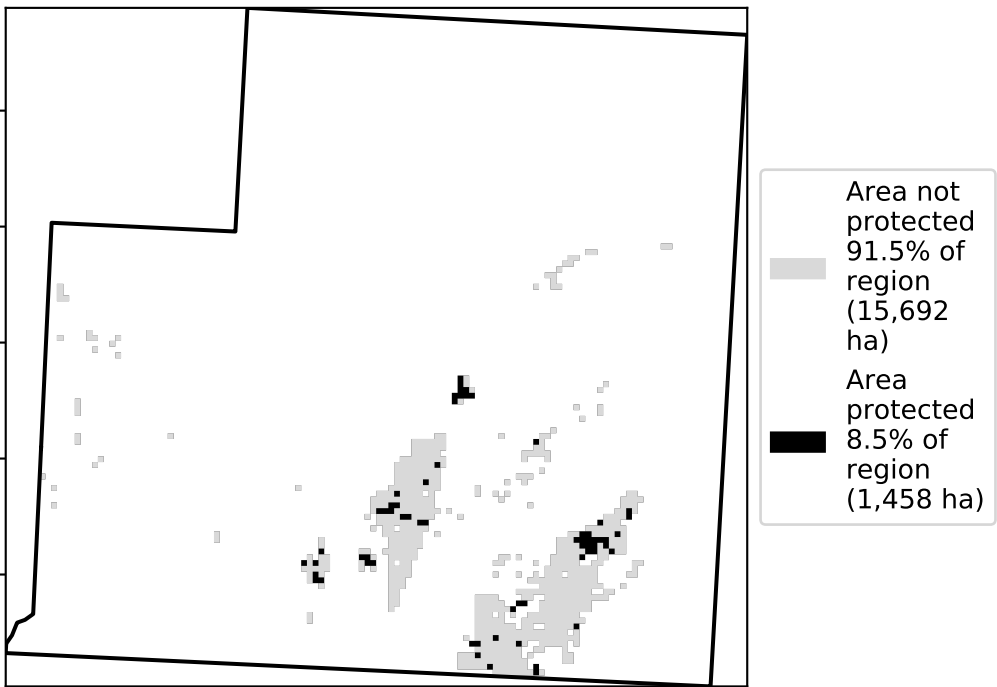 Area not
protected
91.5% of
region
(15,692
ha)
Area
protected
8.5% of
region
(1,458 ha)